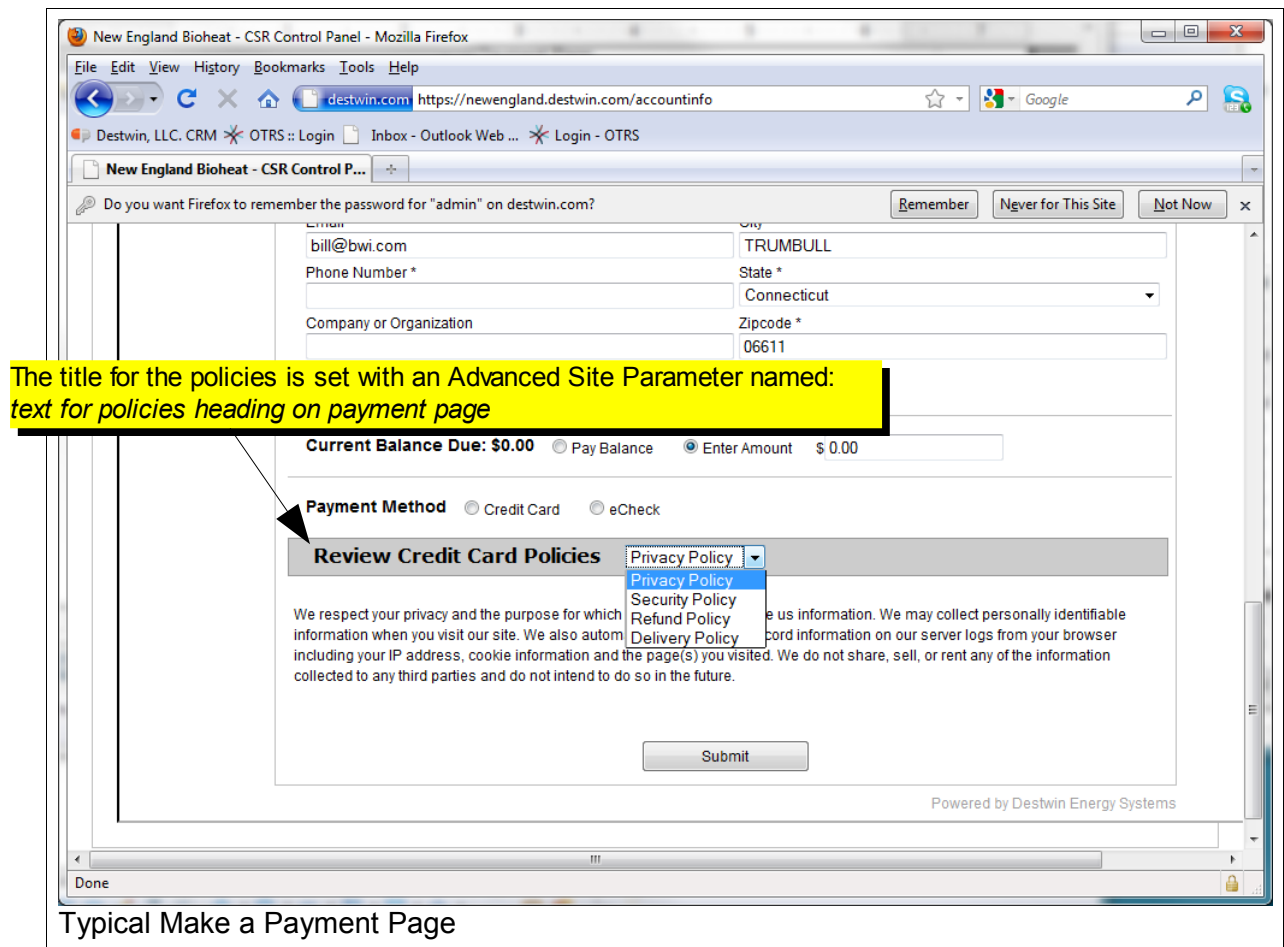 New England Bioheat - CSR Control Panel - Mozilla Firefox
File Edit View History Bookmarks Tools Help
destwin.com https://newengland.destwin.com/accountinfo Google
Destwin, LLC. CRM OTRS :: Login Inbox - Outlook Web ... Login - OTRS
New England Bioheat - CSR Control P...
Do you want Firefox to remember the password for "admin" on destwin.com? Remember Never for This Site Not Now
Email City
bill@bwi.com TRUMBULL
Phone Number * State *
Connecticut
Company or Organization Zipcode *
06611
The title for the policies is set with an Advanced Site Parameter named:
text for policies heading on payment page
Current Balance Due: $0.00 Pay Balance Enter Amount $ 0.00
Payment Method Credit Card eCheck
Review Credit Card Policies Privacy Policy
Privacy Policy
Security Policy
Refund Policy
Delivery Policy
We respect your privacy and the purpose for which e us information. We may collect personally identifiable
information when you visit our site. We also autom cord information on our server logs from your browser
including your IP address, cookie information and the page(s) you visited. We do not share, sell, or rent any of the information
collected to any third parties and do not intend to do so in the future.
Submit
Powered by Destwin Energy Systems
Done
Typical Make a Payment Page